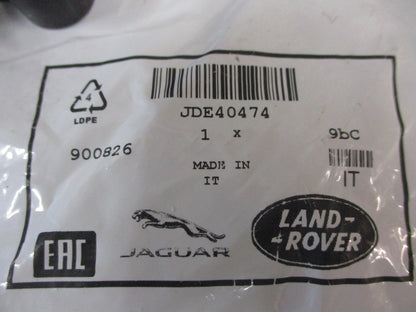 4
LDPE
JDE40474
1 x
9bC
900826
MADE IN
IT
IT
EAC
JAGUAR
LAND-
-ROVER